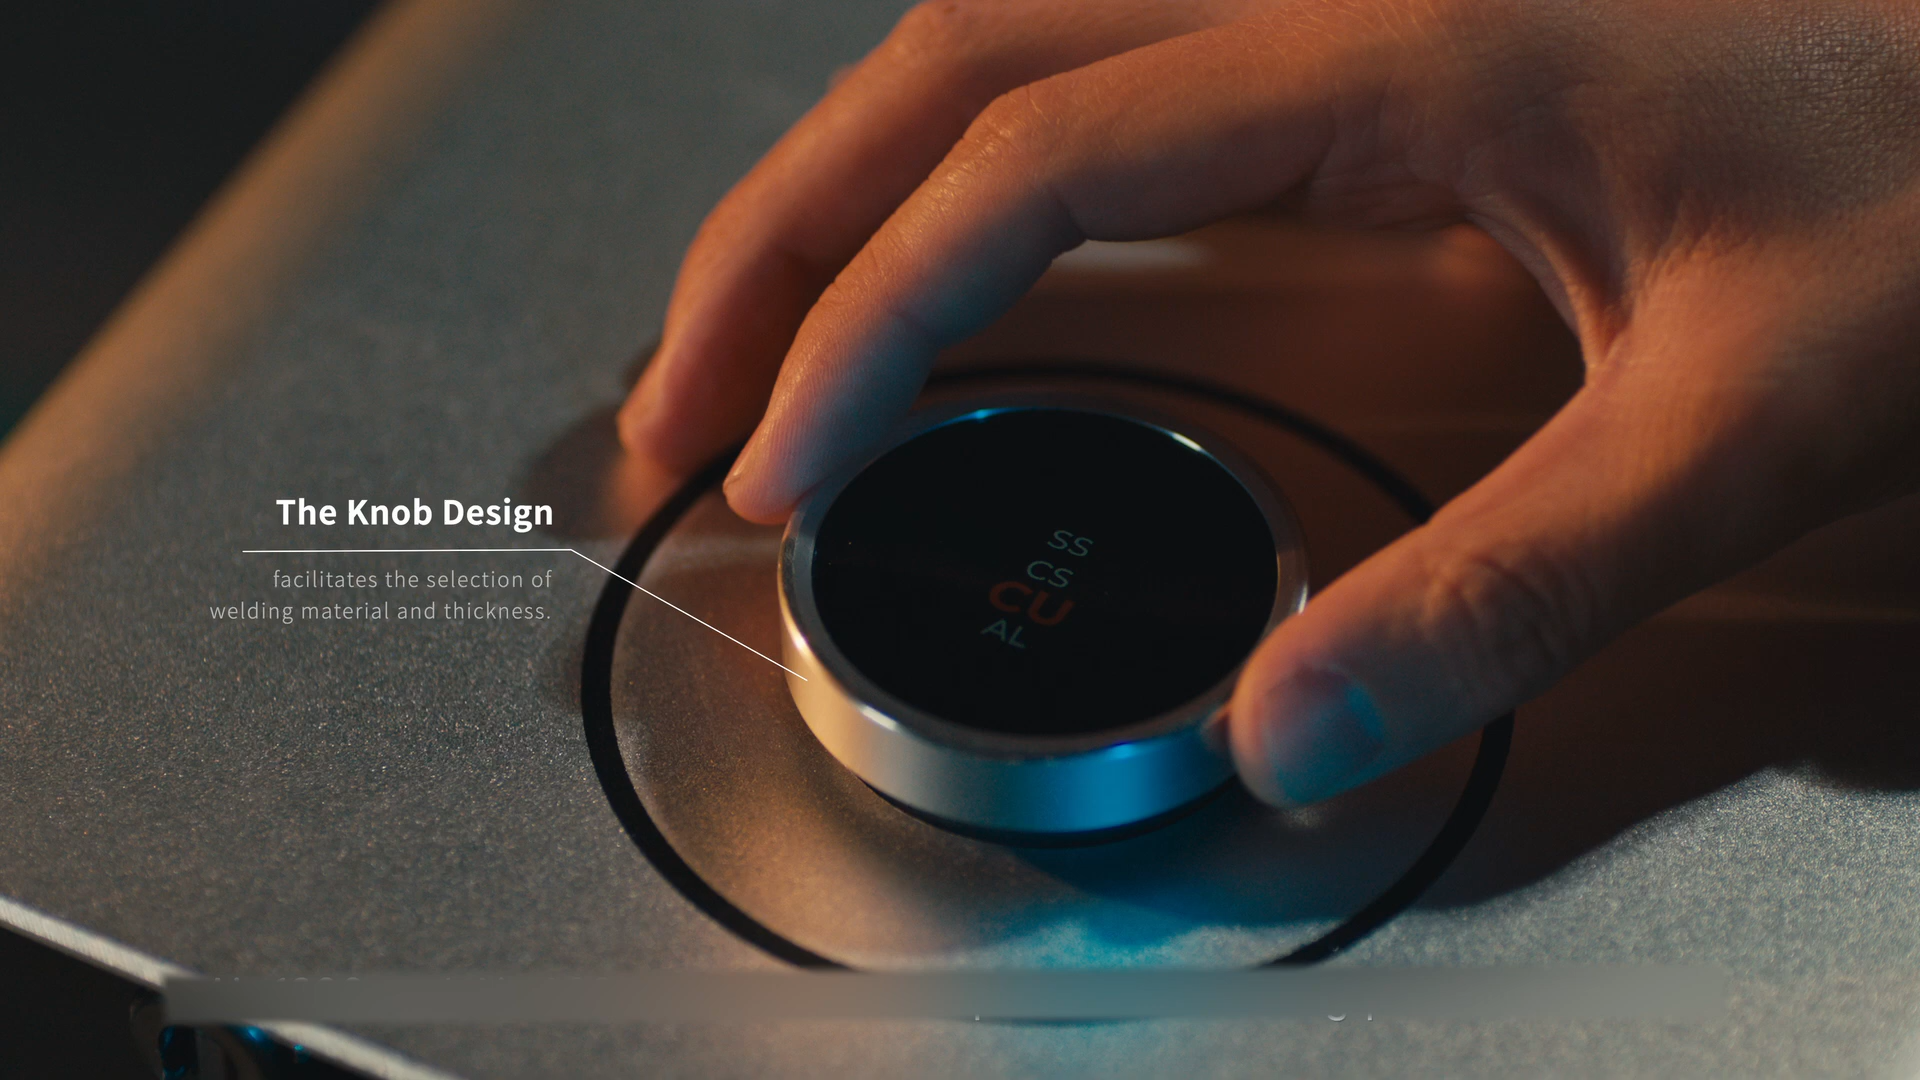 The Knob Design
facilitates the selection of
welding material and thickness.
SS
CS
CU
AL